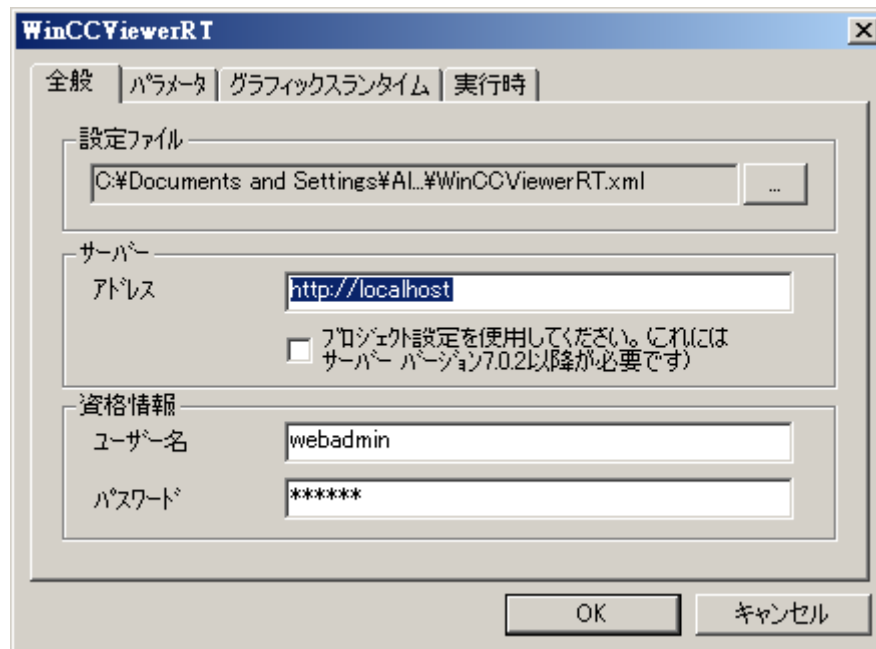 WinCCViewerRT
全般 パラメータ グラフィックスランタイム 実行時
設定ファイル
C:¥Documents and Settings¥Al...¥WinCCViewerRT.xml ...
サーバー
アドレス http://localhost
プロジェクト設定を使用してください。(これには
サーバー バージョン7.0.2以降が必要です)
資格情報
ユーザー名 webadmin
パスワード ******
OK キャンセル